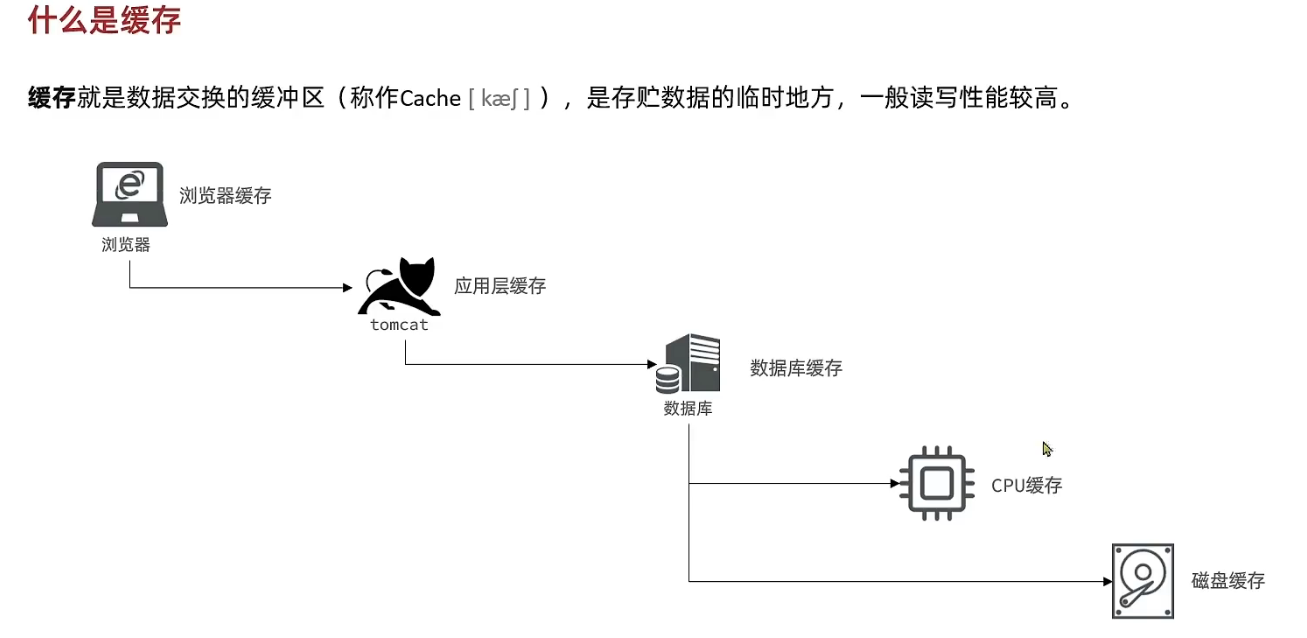 什么是缓存
缓存就是数据交换的缓冲区（称作Cache [ kæʃ ] ），是存贮数据的临时地方，一般读写性能较高。
浏览器缓存
浏览器
应用层缓存
tomcat
数据库缓存
数据库
CPU缓存
磁盘缓存